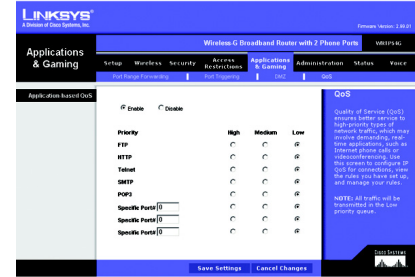 LINKSYS®
A Division of Cisco Systems, Inc.
Firmware Version: 2.99.01
Applications & Gaming
Wireless-G Broadband Router with 2 Phone Ports
WRTP54G
Setup Wireless Security Access Restrictions Applications & Gaming Administration Status Voice
Port Range Forwarding Port Triggering DMZ QoS
Application-based QoS
Enable Disable
Priority High Medium Low
FTP
HTTP
Telnet
SMTP
POP3
Specific Port# 0
Specific Port# 0
Specific Port# 0
QoS
Quality of Service (QoS)
ensures better service to
high-priority types of
network traffic, which may
involve demanding, real-
time applications, such as
Internet phone calls or
videoconferencing. Use
this screen to configure IP
QoS for connections, view
the rules you have set up,
and manage your rules.
NOTE: All traffic will be
transmitted in the Low
priority queue.
Save Settings Cancel Changes
CISCO SYSTEMS